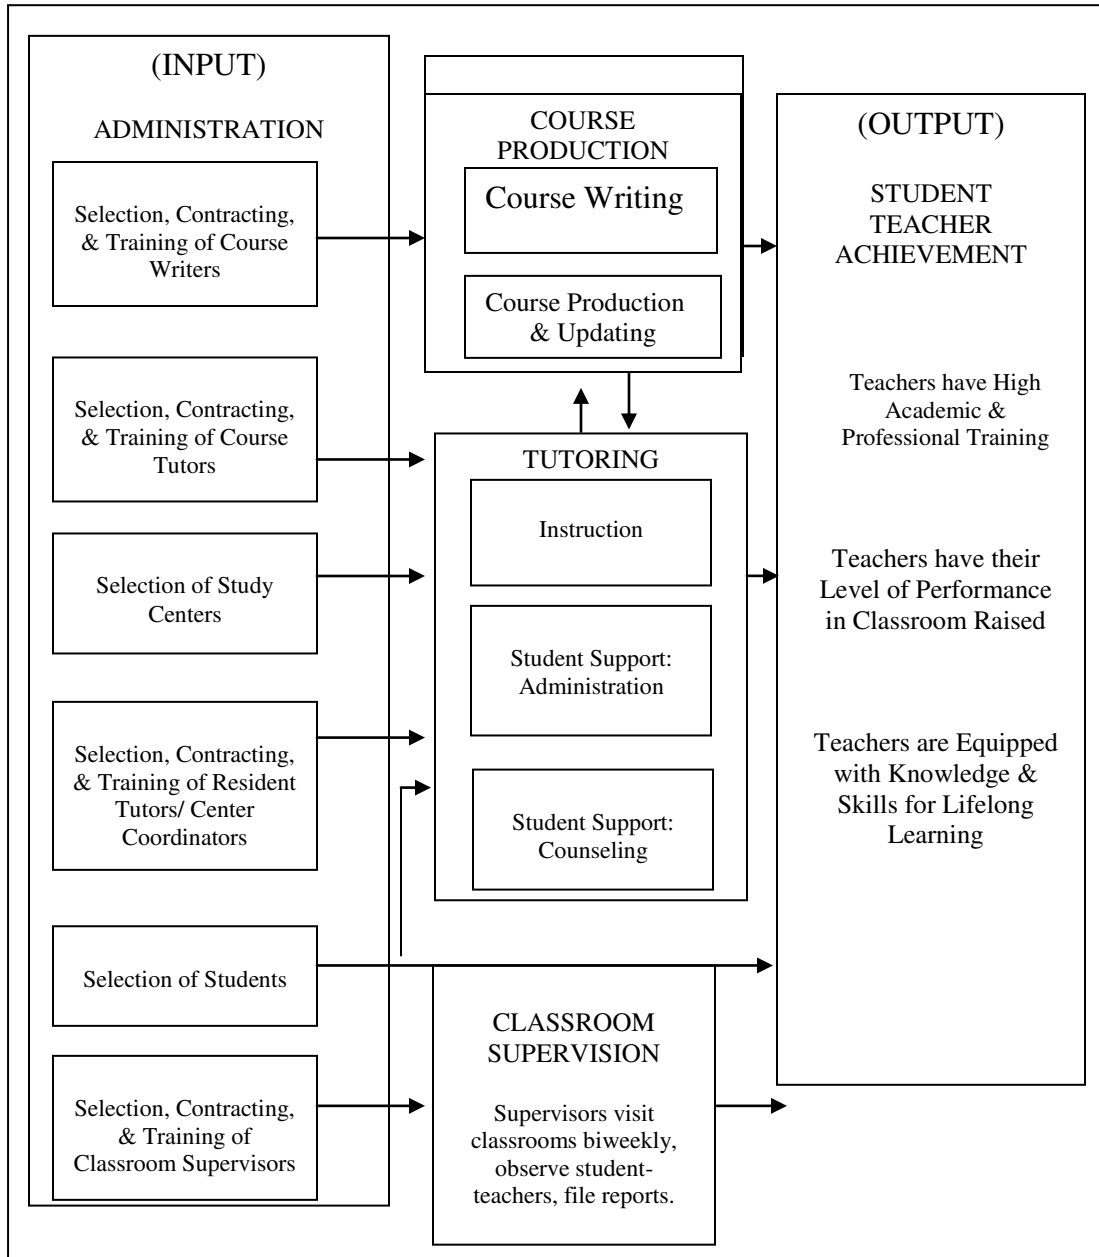 (INPUT)
ADMINISTRATION
Selection, Contracting,
& Training of Course
Writers
Selection, Contracting,
& Training of Course
Tutors
Selection of Study
Centers
Selection, Contracting,
& Training of Resident
Tutors/ Center
Coordinators
Selection of Students
Selection, Contracting,
& Training of
Classroom Supervisors
COURSE
PRODUCTION
Course Writing
Course Production
& Updating
TUTORING
Instruction
Student Support:
Administration
Student Support:
Counseling
CLASSROOM
SUPERVISION
Supervisors visit
classrooms biweekly,
observe student-
teachers, file reports.
(OUTPUT)
STUDENT
TEACHER
ACHIEVEMENT
Teachers have High
Academic &
Professional Training
Teachers have their
Level of Performance
in Classroom Raised
Teachers are Equipped
with Knowledge &
Skills for Lifelong
Learning